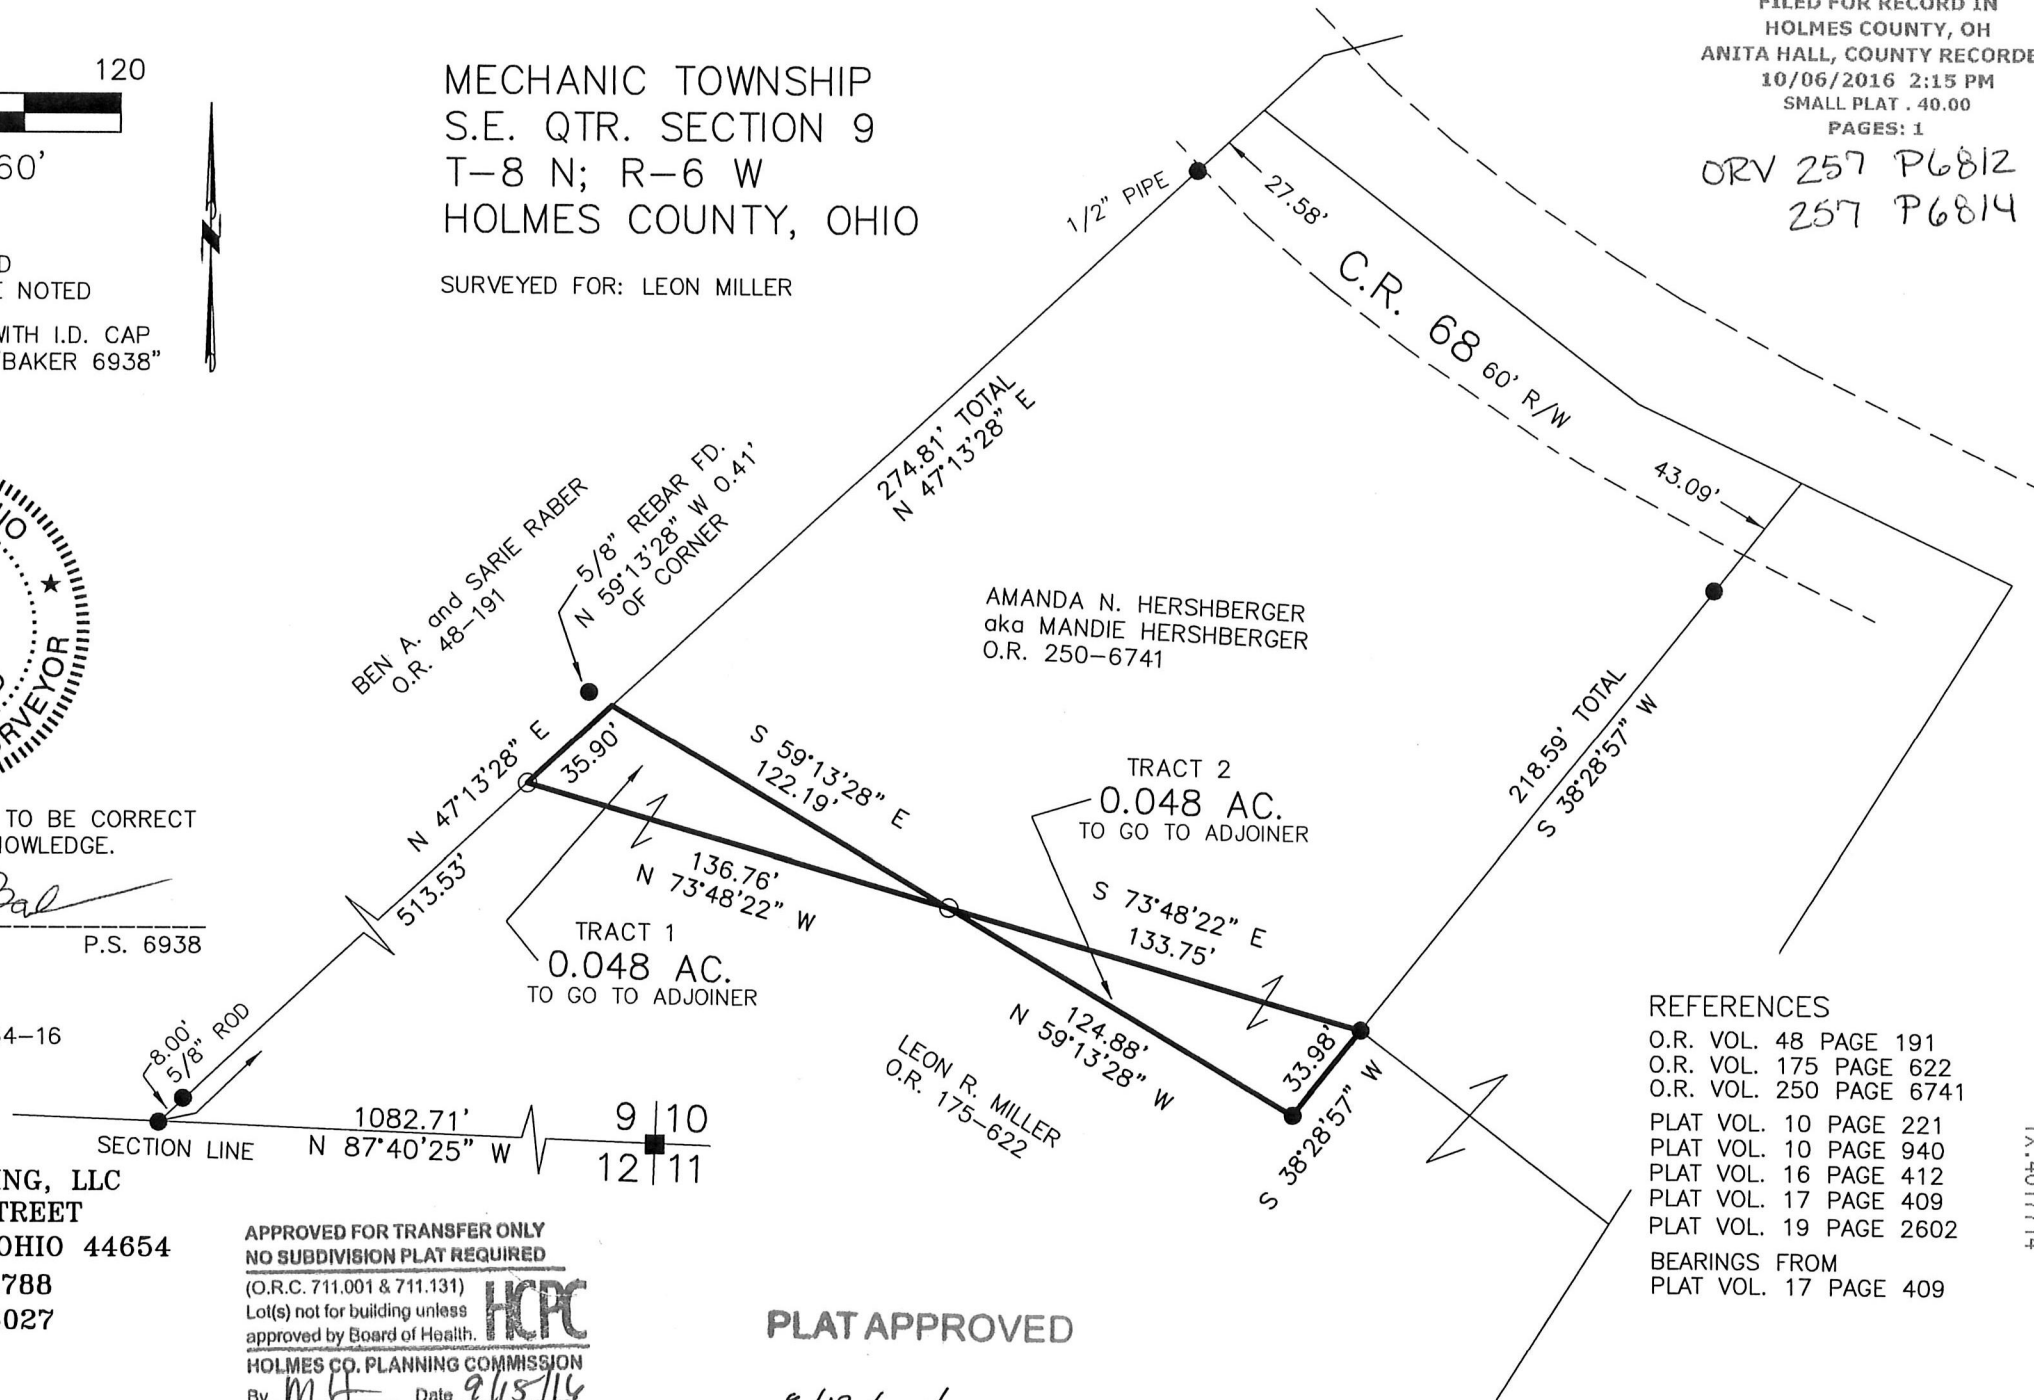 120
60'
NOTED
WITH I.D. CAP
BAKER 6938"
MECHANIC TOWNSHIP
S.E. QTR. SECTION 9
T-8 N; R-6 W
HOLMES COUNTY, OHIO
SURVEYED FOR: LEON MILLER
FILED FOR RECORD IN
HOLMES COUNTY, OH
ANITA HALL, COUNTY RECORDE
10/06/2016 2:15 PM
SMALL PLAT . 40.00
PAGES: 1
ORV 257 P6812
257 P6814
1/2" PIPE
27.58'
C.R. 68 60' R/W
43.09'
274.81' TOTAL
N 47°13'28" E
BEN A. and SARIE RABER
O.R. 48-191
5/8" REBAR FD.
N 59°13'28" W 0.41'
OF CORNER
AMANDA N. HERSHBERGER
aka MANDIE HERSHBERGER
O.R. 250-6741
218.59' TOTAL
S 38°28'57" W
N 47°13'28" E
35.90'
513.53'
S 59°13'28" E
122.19'
136.76'
N 73°48'22" W
TRACT 2
0.048 AC.
TO GO TO ADJOINER
S 73°48'22" E
133.75'
TRACT 1
0.048 AC.
TO GO TO ADJOINER
124.88'
N 59°13'28" W
33.98'
S 38°28'57" W
LEON R. MILLER
O.R. 175-622
TO BE CORRECT
P.S. 6938
4-16
8.00'
5/8" ROD
1082.71'
SECTION LINE N 87°40'25" W
9 10
12 11
ING, LLC
OHIO 44654
788
027
SURVEYOR
REFERENCES
O.R. VOL. 48 PAGE 191
O.R. VOL. 175 PAGE 622
O.R. VOL. 250 PAGE 6741
PLAT VOL. 10 PAGE 221
PLAT VOL. 10 PAGE 940
PLAT VOL. 16 PAGE 412
PLAT VOL. 17 PAGE 409
PLAT VOL. 19 PAGE 2602
BEARINGS FROM
PLAT VOL. 17 PAGE 409
APPROVED FOR TRANSFER ONLY
NO SUBDIVISION PLAT REQUIRED
(O.R.C. 711.001 & 711.131)
Lot(s) not for building unless
approved by Board of Health.
HCPC
HOLMES CO. PLANNING COMMISSION
By Date 9/15/16
PLAT APPROVED